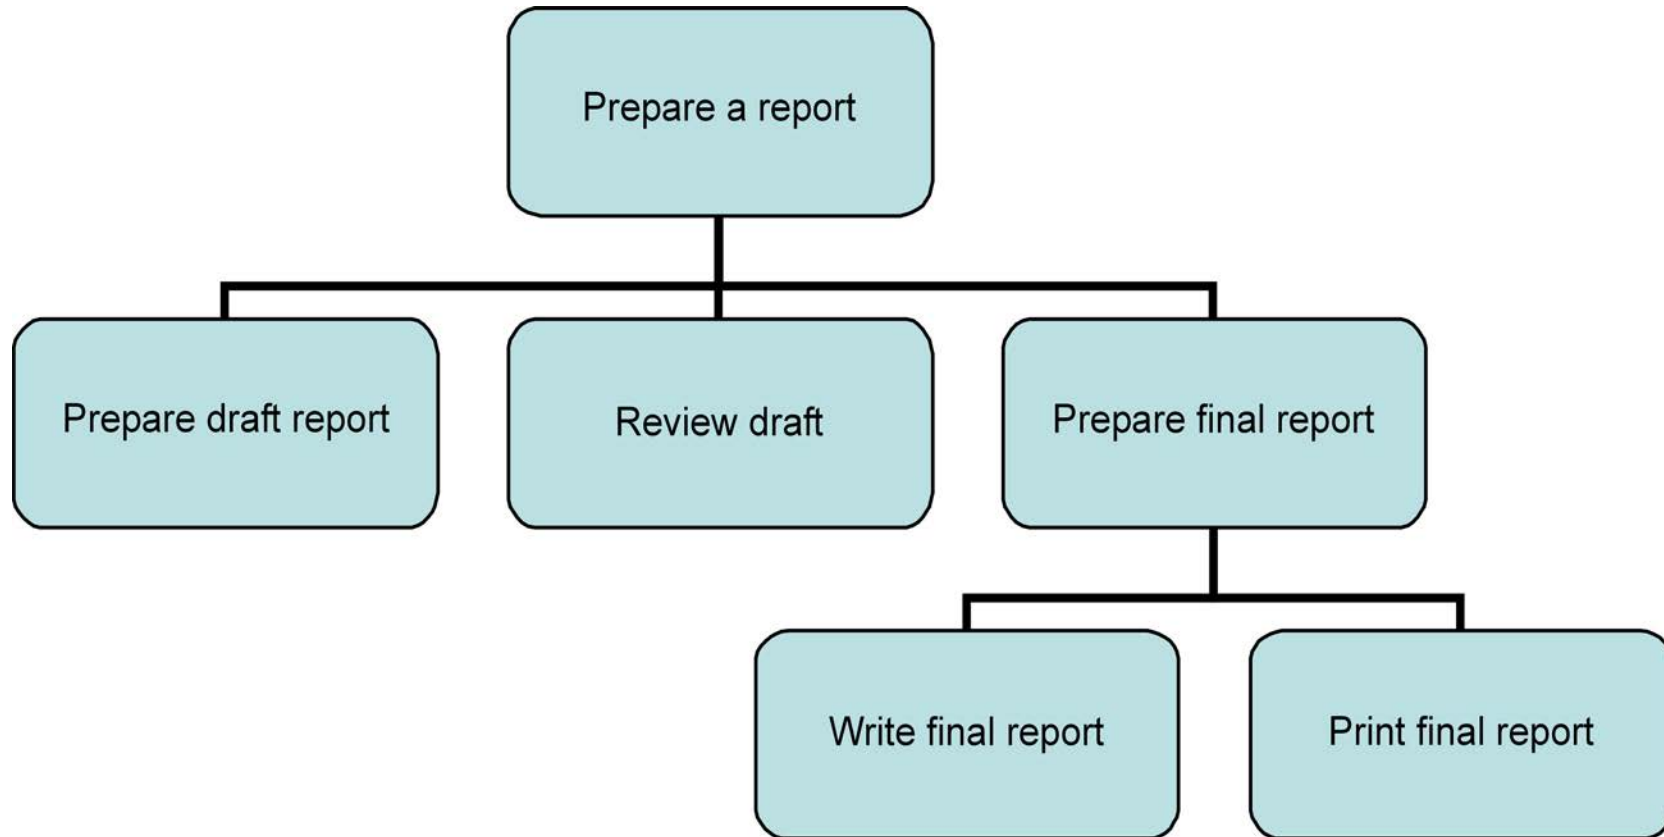 Prepare a report
Prepare draft report
Review draft
Prepare final report
Write final report
Print final report